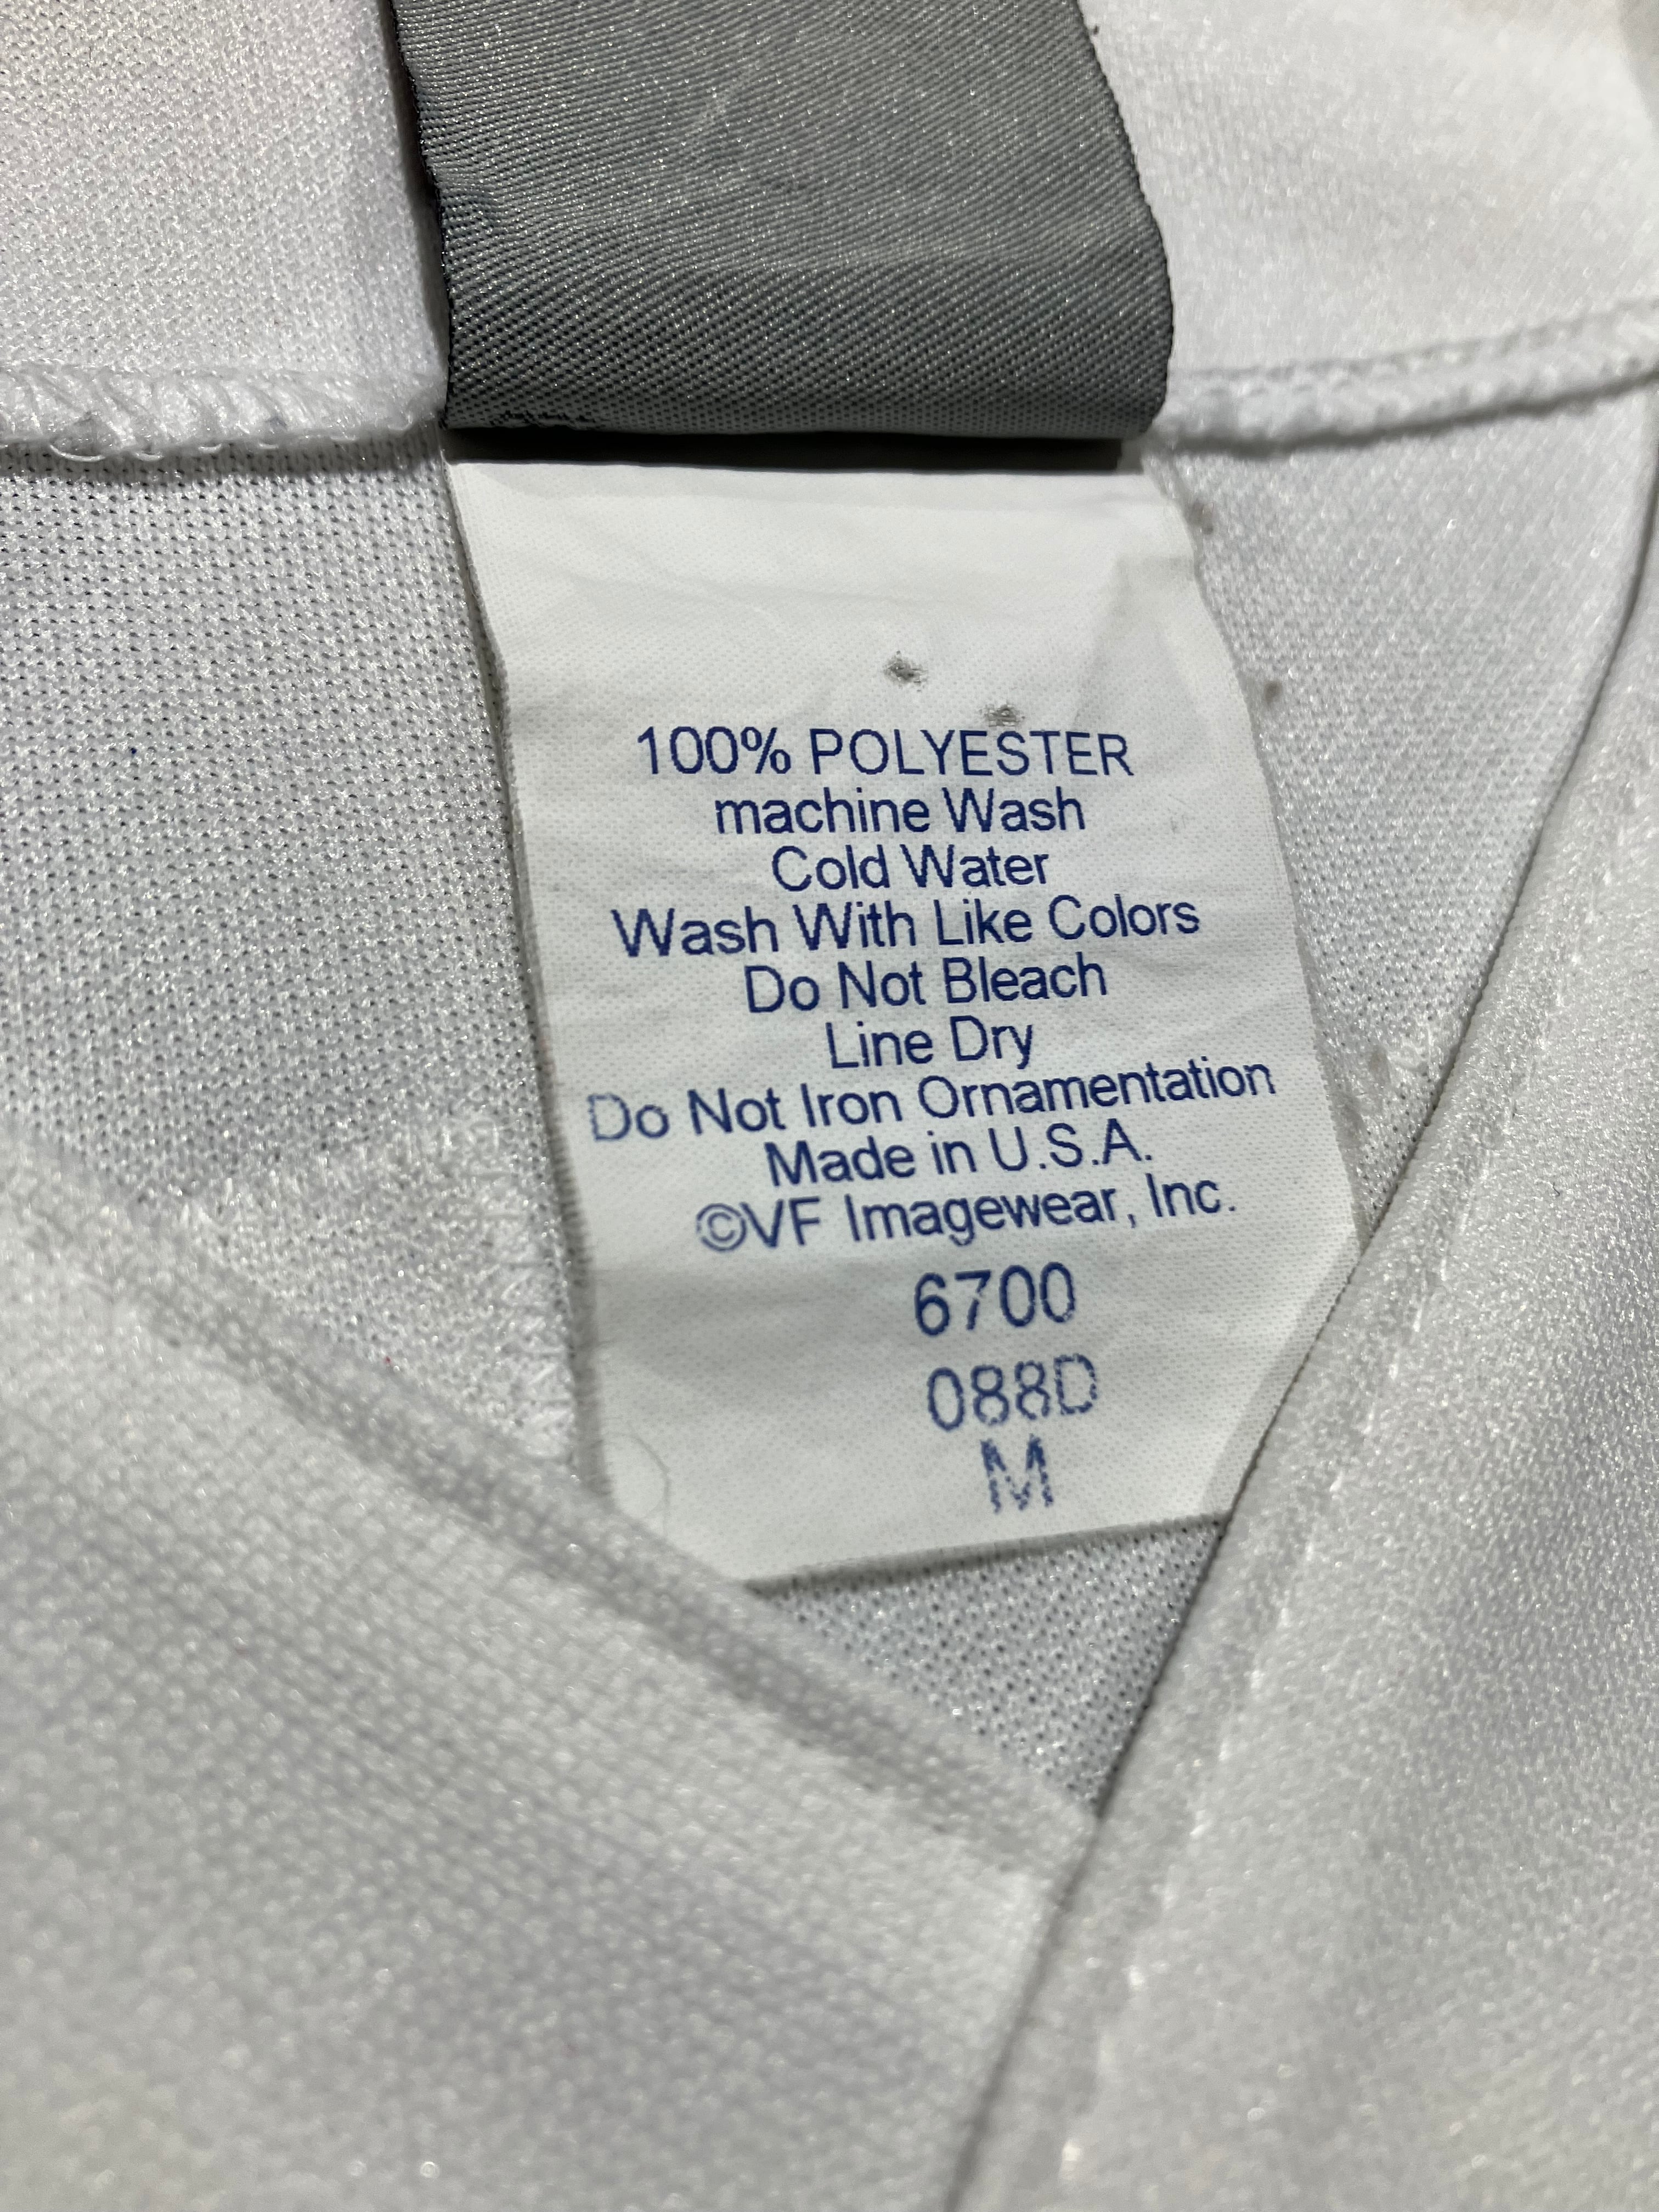 100% POLYESTER
machine Wash
Cold Water
Wash With Like Colors
Do Not Bleach
Line Dry
Do Not Iron Ornamentation
Made in U.S.A.
©VF Imagewear, Inc.
6700
088D
M